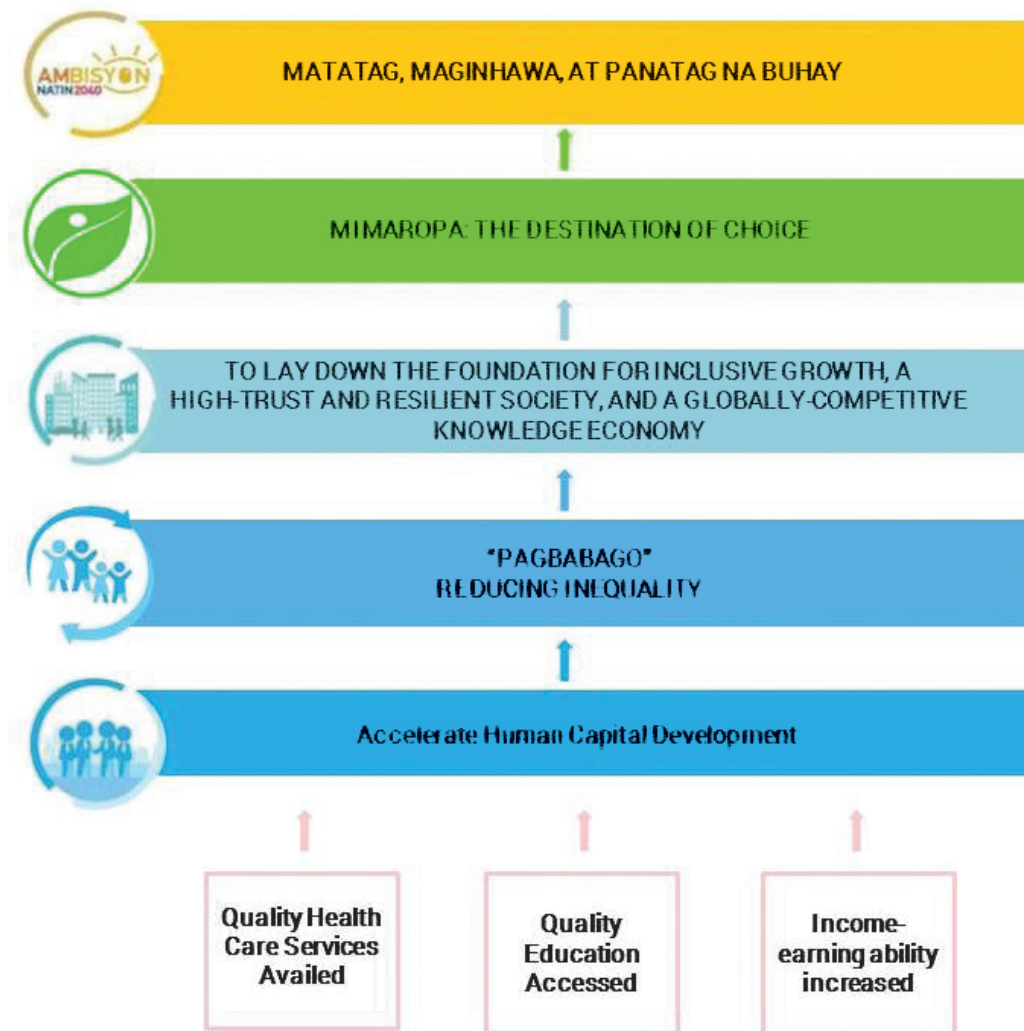 AMBISYON
NATIN 2040
MATATAG, MAGINHAWA, AT PANATAG NA BUHAY
MIMAROPA: THE DESTINATION OF CHOICE
TO LAY DOWN THE FOUNDATION FOR INCLUSIVE GROWTH, A
HIGH-TRUST AND RESILIENT SOCIETY, AND A GLOBALLY-COMPETITIVE
KNOWLEDGE ECONOMY
"PAGBABAGO"
REDUCING INEQUALITY
Accelerate Human Capital Development
Quality Health
Care Services
Availed
Quality
Education
Accessed
Income-
earning ability
increased